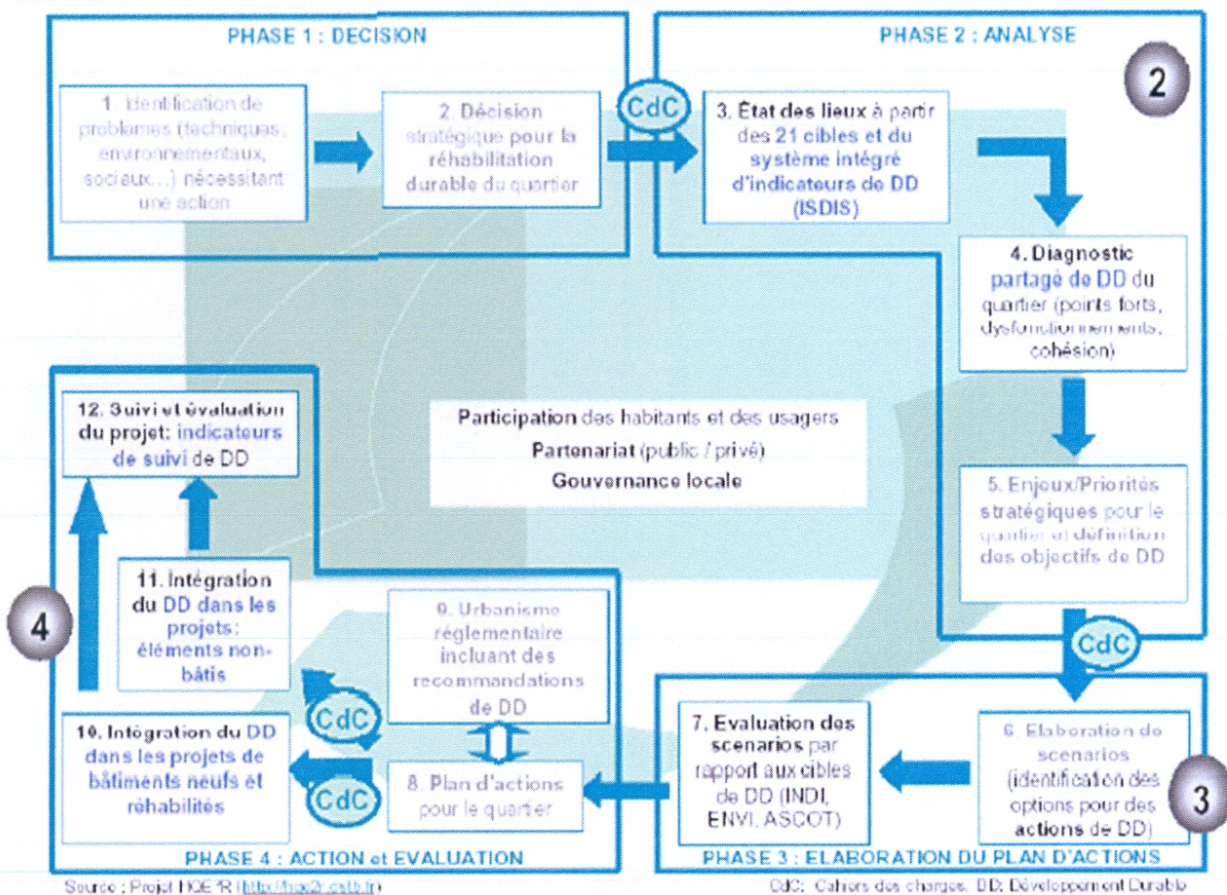 PHASE 1 : DECISION
1. Identification de
problèmes (techniques,
environnementaux,
sociaux...) nécessitant
une action
2. Décision
stratégique pour la
réhabilitation
durable du quartier
CdC
PHASE 2 : ANALYSE
2
3. État des lieux à partir
des 21 cibles et du
système intégré
d'indicateurs de DD
(ISDIS)
4. Diagnostic
partagé de DD du
quartier (points forts,
dysfonctionnements,
cohésion)
5. Enjeux/Priorités
stratégiques pour le
quartier et définition
des objectifs de DD
CdC
Participation des habitants et des usagers
Partenariat (public / privé)
Gouvernance locale
6. Elaboration de
scenarios
(identification des
options pour des
actions de DD)
3
7. Evaluation des
scenarios par
rapport aux cibles
de DD (INDI,
ENVI, ASCOT)
PHASE 3 : ELABORATION DU PLAN D'ACTIONS
8. Plan d'actions
pour le quartier
9. Urbanisme
réglementaire
incluant des
recommandations
de DD
CdC
CdC
10. Intégration du DD
dans les projets de
bâtiments neufs et
réhabilités
11. Intégration
du DD dans les
projets:
éléments non-
bâtis
12. Suivi et évaluation
du projet: indicateurs
de suivi de DD
4
PHASE 4 : ACTION et EVALUATION
Source : Projet HQE²R (http://hqe2r.cstb.fr)
CdC: Cahiers des charges, DD: Développement Durable